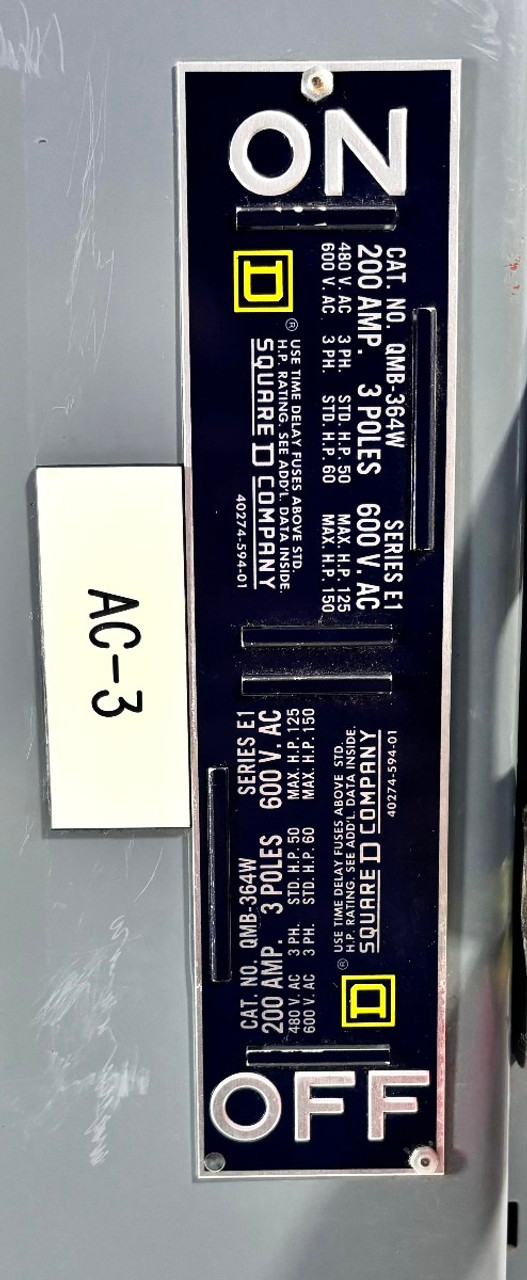 ON
CAT. NO. QMB-364W SERIES E1
200 AMP. 3 POLES 600 V. AC
480 V. AC 3 PH. STD. H.P. 50 MAX. H.P. 125
600 V. AC 3 PH. STD. H.P. 60 MAX. H.P. 150
D ®
USE TIME DELAY FUSES ABOVE STD.
H.P. RATING. SEE ADD'L. DATA INSIDE.
SQUARE D COMPANY
40274-594-01
AC-3
SERIES E1
CAT. NO. QMB-364W
200 AMP. 3 POLES 600 V. AC
480 V. AC 3 PH. STD. H.P. 50 MAX. H.P. 125
600 V. AC 3 PH. STD. H.P. 60 MAX. H.P. 150
D ®
USE TIME DELAY FUSES ABOVE STD.
H.P. RATING. SEE ADD'L. DATA INSIDE.
SQUARE D COMPANY
40274-594-01
OFF